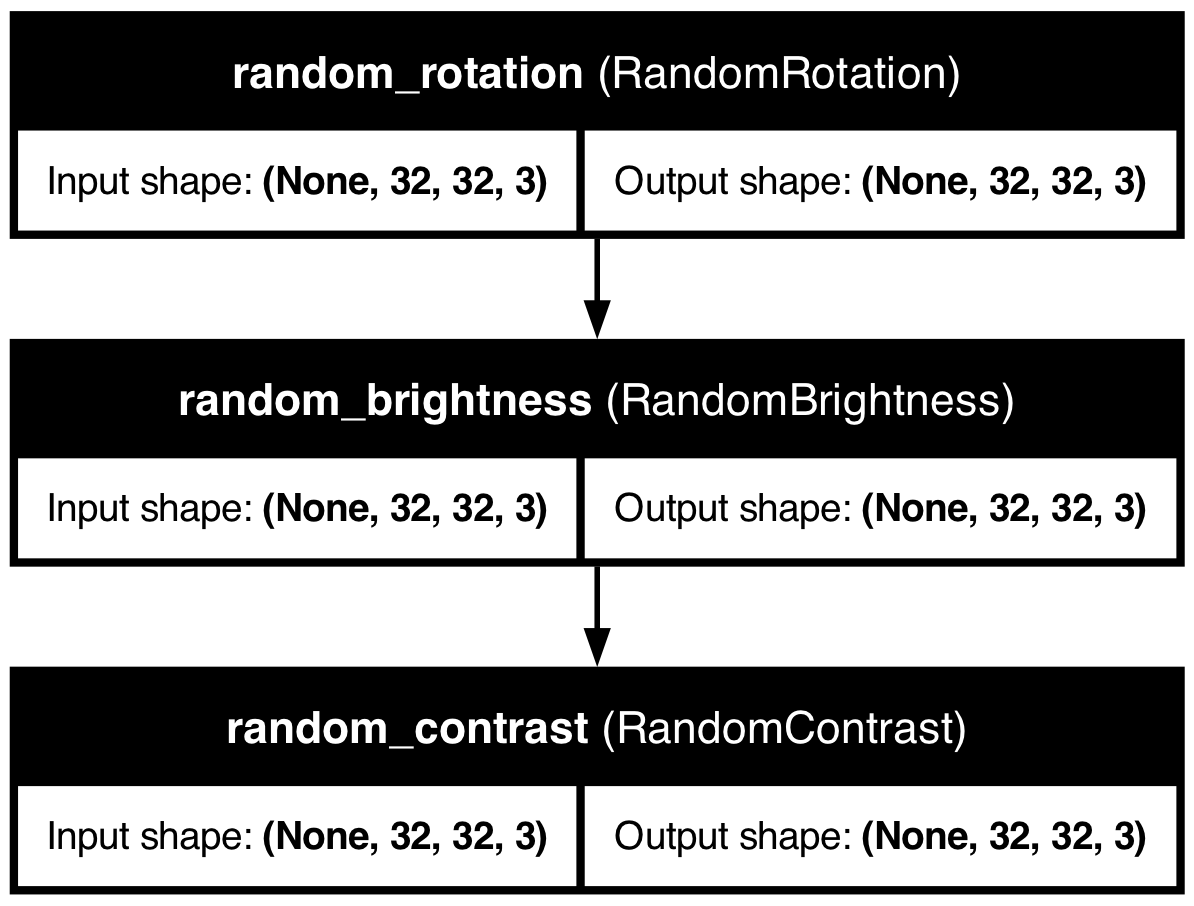 random_rotation (RandomRotation)
Input shape: (None, 32, 32, 3) Output shape: (None, 32, 32, 3)
random_brightness (RandomBrightness)
Input shape: (None, 32, 32, 3) Output shape: (None, 32, 32, 3)
random_contrast (RandomContrast)
Input shape: (None, 32, 32, 3) Output shape: (None, 32, 32, 3)